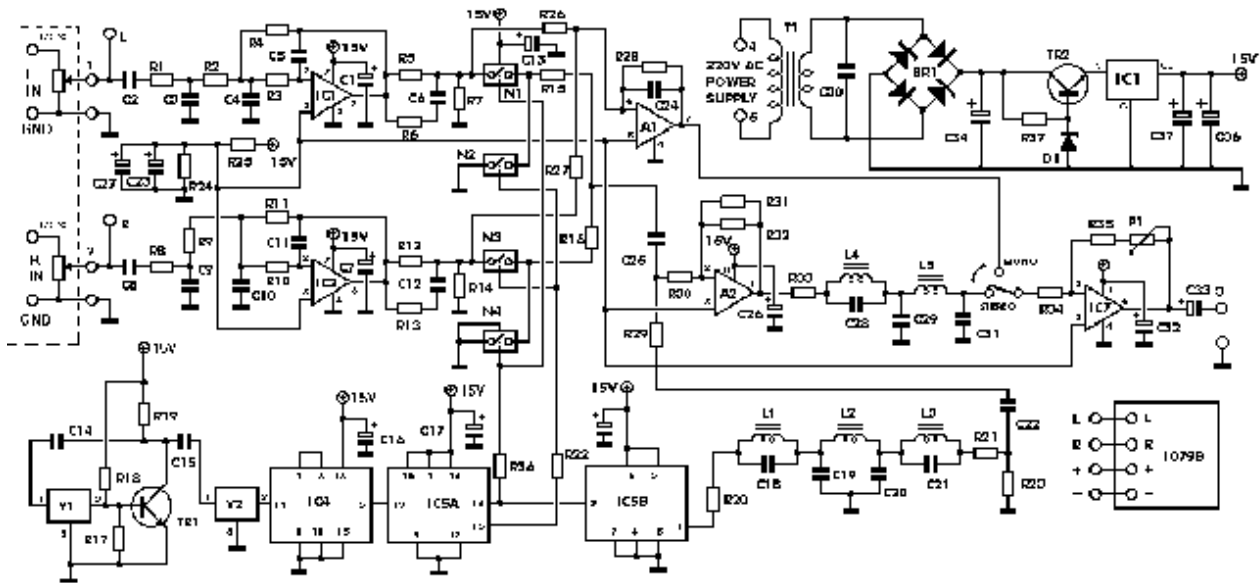 L
R4
C5
15V
R1
R2
C2
C3
C4
R3
C1
IC1
R5
C6
R6
R7
15V
C13
N1
R26
R15
R28
C24
A1
T1
220V AC
POWER
SUPPLY
C30
BR1
TR2
IC1
15V
C34
R37
D1
C37
C36
IN
GND
R25
15V
C27
C23
R24
N2
R27
R
R11
C11
15V
R8
R9
C8
C9
C10
R10
R12
C12
R13
R14
N3
N4
R16
C25
R30
R31
R32
15V
A2
C26
L4
C28
C29
L5
C31
MONO
STEREO
R34
R35
P1
IC7
C32
C33
R29
IN
GND
15V
R19
C14
C15
R18
Y1
R17
TR1
Y2
15V
C16
IC4
15V
C17
IC5A
R36
R22
15V
IC5B
R20
L1
C18
L2
C19
C20
L3
C21
R21
C22
L
R
+
−
L
R
+
−
1079B